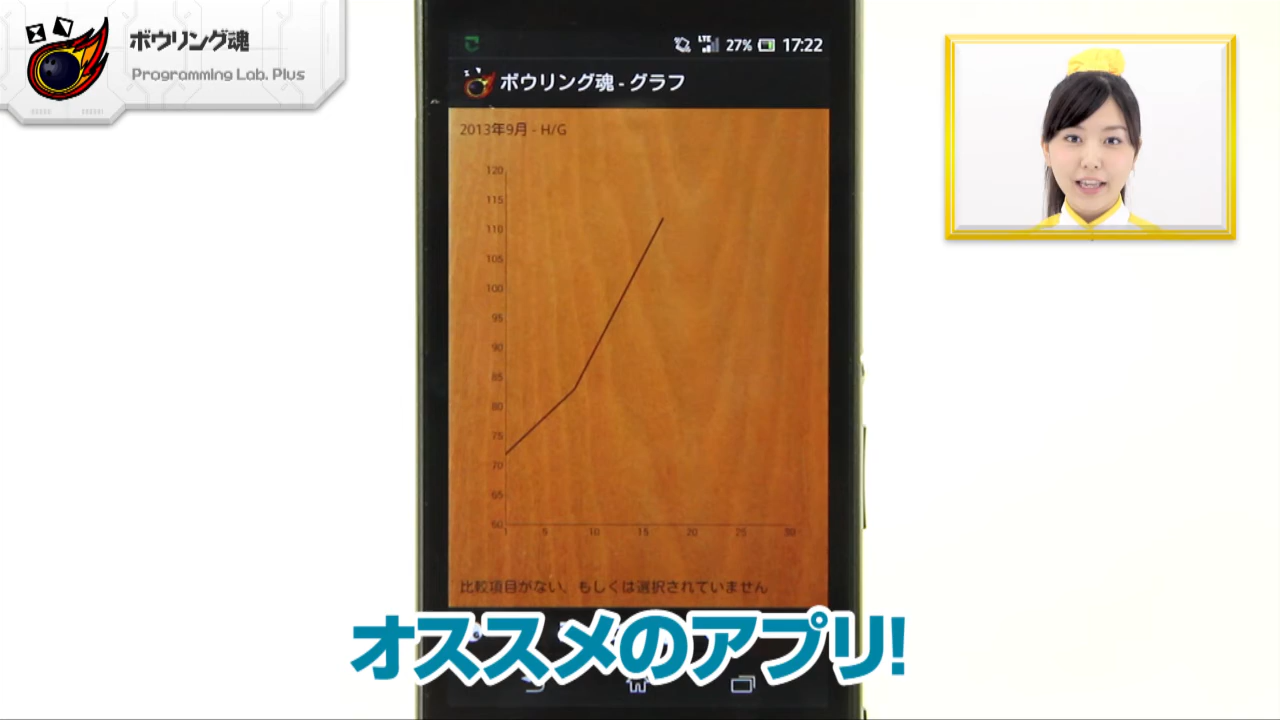 ボウリング魂
Programming Lab. Plus
LTE 27% 17:22
ボウリング魂 - グラフ
2013年9月 - H/G
120
115
110
105
100
95
90
85
80
75
70
65
60
1 5 10 15 20 25 30
比較項目がない、もしくは選択されていません
オススメのアプリ!